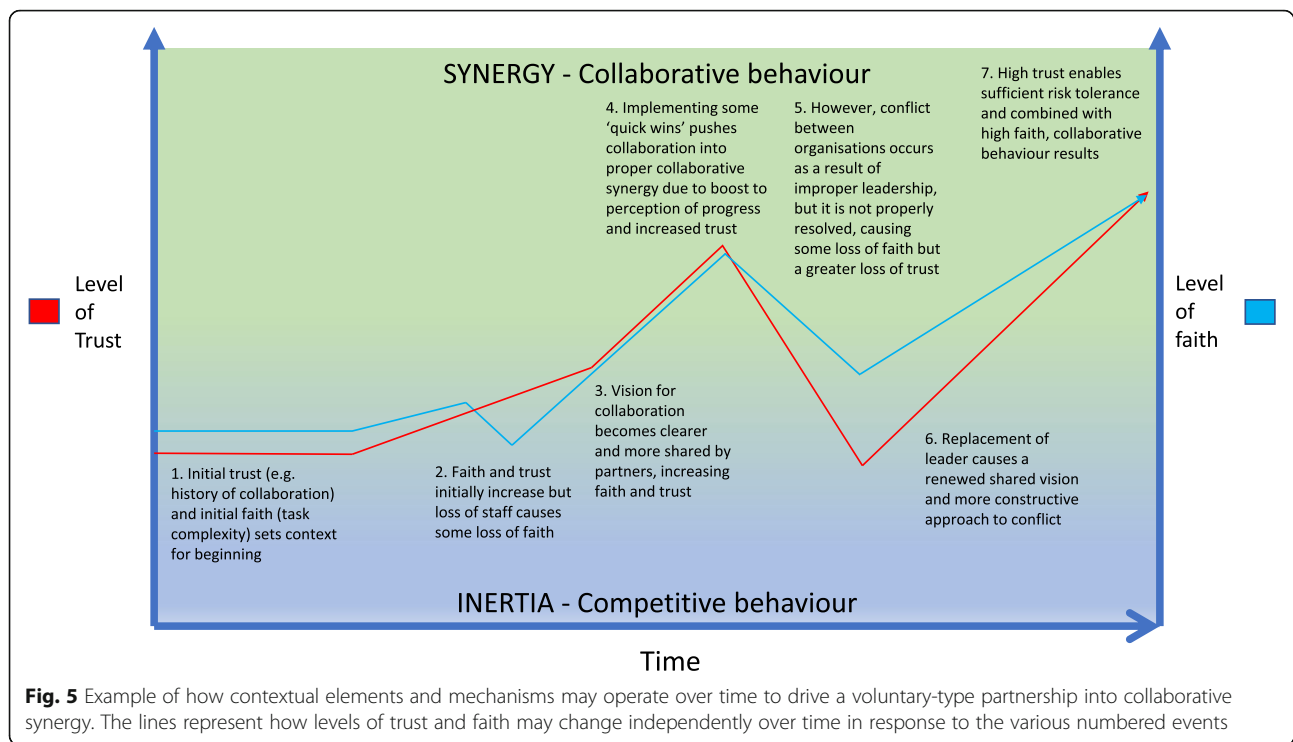 SYNERGY - Collaborative behaviour
7. High trust enables
sufficient risk tolerance
and combined with
high faith, collaborative
behaviour results
4. Implementing some
‘quick wins’ pushes
collaboration into
proper collaborative
synergy due to boost to
perception of progress
and increased trust
5. However, conflict
between
organisations occurs
as a result of
improper leadership,
but it is not properly
resolved, causing
some loss of faith but
a greater loss of trust
Level
of
Trust
Level
of
faith
3. Vision for
collaboration
becomes clearer
and more shared by
partners, increasing
faith and trust
1. Initial trust (e.g.
history of collaboration)
and initial faith (task
complexity) sets context
for beginning
2. Faith and trust
initially increase but
loss of staff causes
some loss of faith
6. Replacement of
leader causes a
renewed shared vision
and more constructive
approach to conflict
INERTIA - Competitive behaviour
Time
Fig. 5 Example of how contextual elements and mechanisms may operate over time to drive a voluntary-type partnership into collaborative
synergy. The lines represent how levels of trust and faith may change independently over time in response to the various numbered events